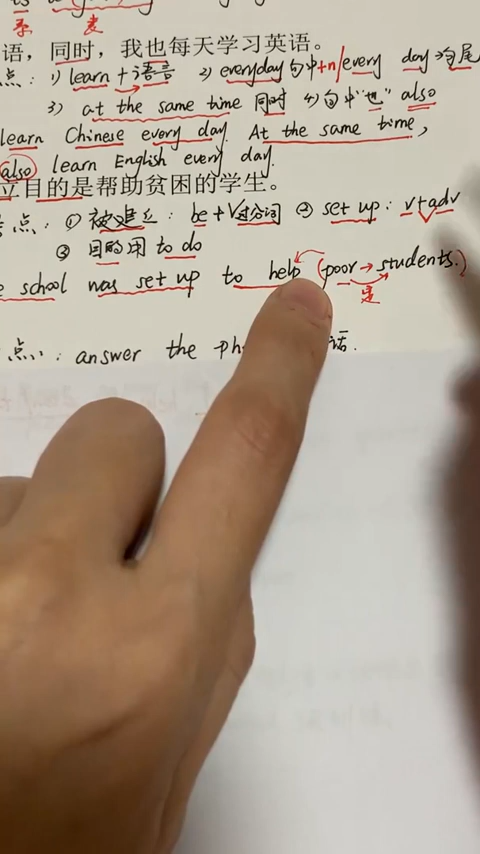 系 表
语，同时，我也每天学习英语。
点：1) learn + 语言 2) everyday 句中+n/every day 句尾
3) at the same time 同时 4) 句中"也" also
learn Chinese every day. At the same time,
also learn English every day.
立目的是帮助贫困的学生。
点：① 被建立：be+V过分词 ② set up：v+adv
③ 目的用 to do
school was set up to help (poor → students.)
定
点：answer the 话.